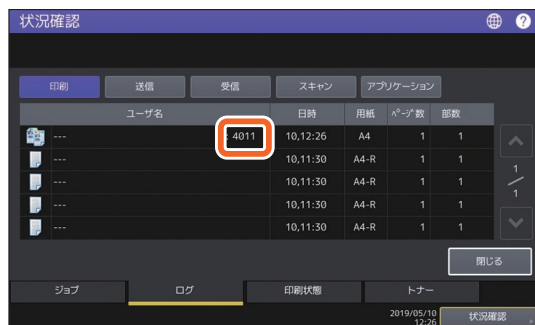 状況確認 ?
印刷 送信 受信 スキャン アプリケーション
ユーザ名 日時 用紙 ページ数 部数
--- : 4011 10,12:26 A4 1 1
--- 10,11:30 A4-R 1 1
--- 10,11:30 A4-R 1 1
--- 10,11:30 A4-R 1 1
--- 10,11:30 A4-R 1 1
1
/
1
閉じる
ジョブ ログ 印刷状態 トナー
2019/05/10
12:26
状況確認